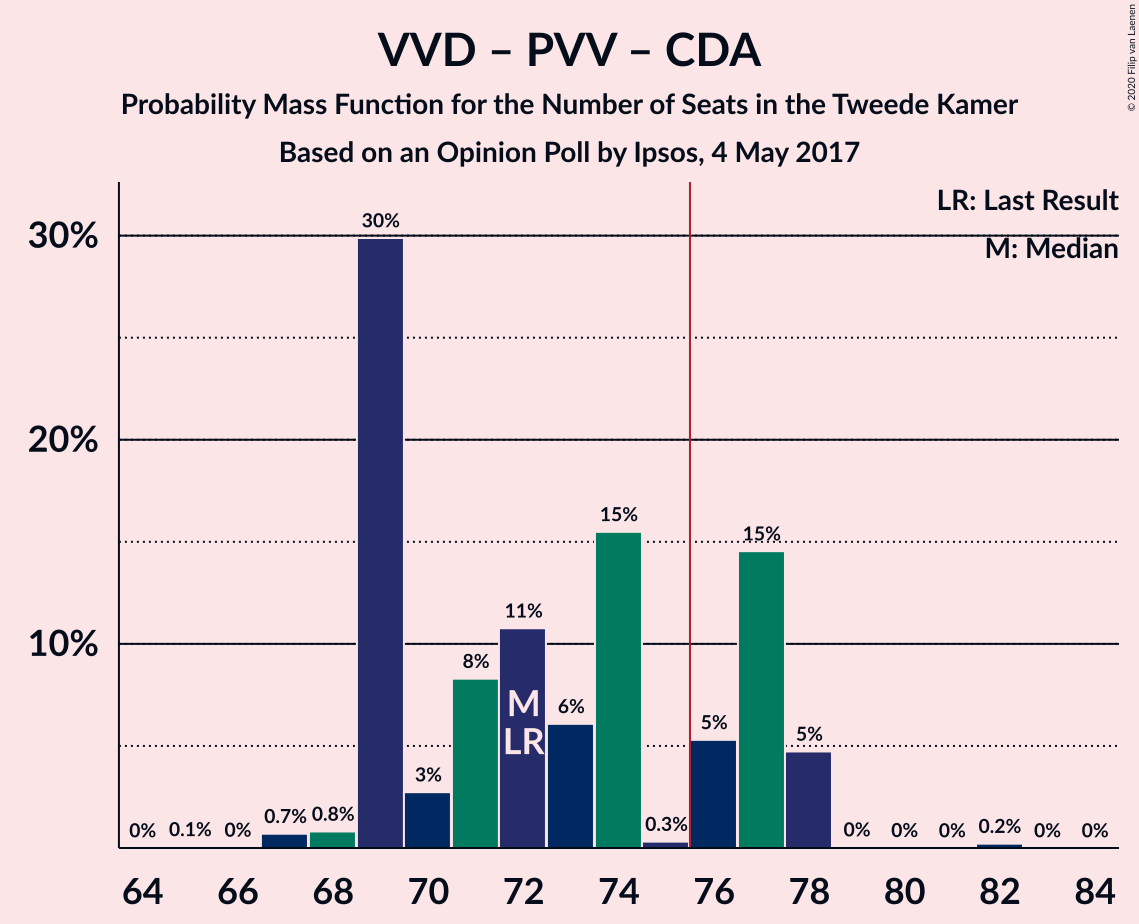 VVD – PVV – CDA
Probability Mass Function for the Number of Seats in the Tweede Kamer
Based on an Opinion Poll by Ipsos, 4 May 2017
© 2020 Filip van Laenen
LR: Last Result
M: Median
30%
20%
10%
0%
0.1%
0%
0.7%
0.8%
30%
3%
8%
11%
M
LR
6%
15%
0.3%
5%
15%
5%
0%
0%
0%
0.2%
0%
0%
64 66 68 70 72 74 76 78 80 82 84